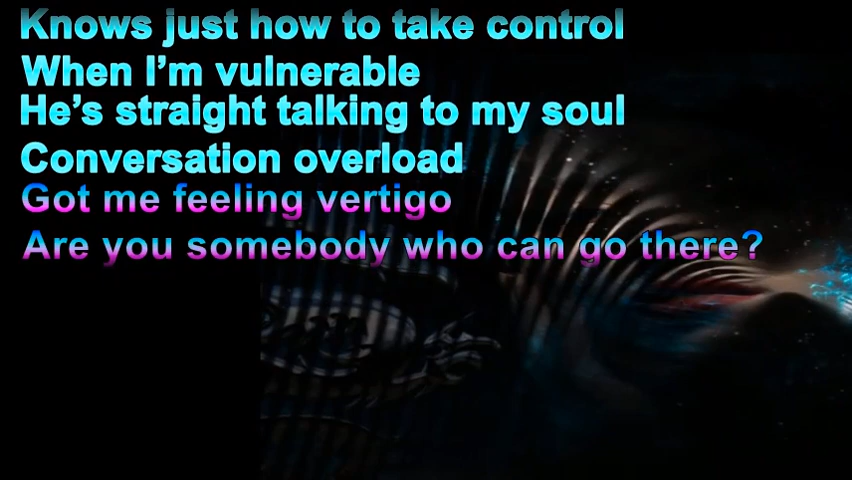 Knows just how to take control
When I’m vulnerable
He’s straight talking to my soul
Conversation overload
Got me feeling vertigo
Are you somebody who can go there?